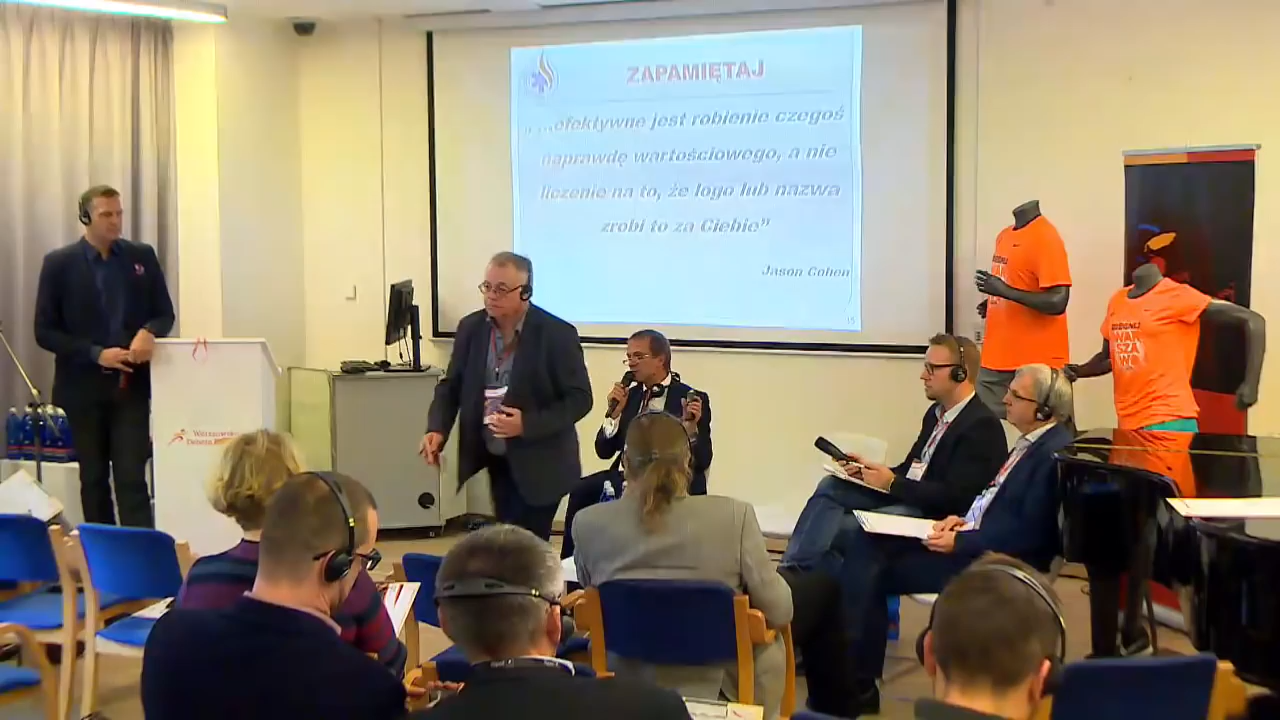 ZAPAMIĘTAJ
„ ...efektywne jest robienie czegoś
naprawdę wartościowego, a nie
liczenie na to, że logo lub nazwa
zrobi to za Ciebie”
Jason Cohen